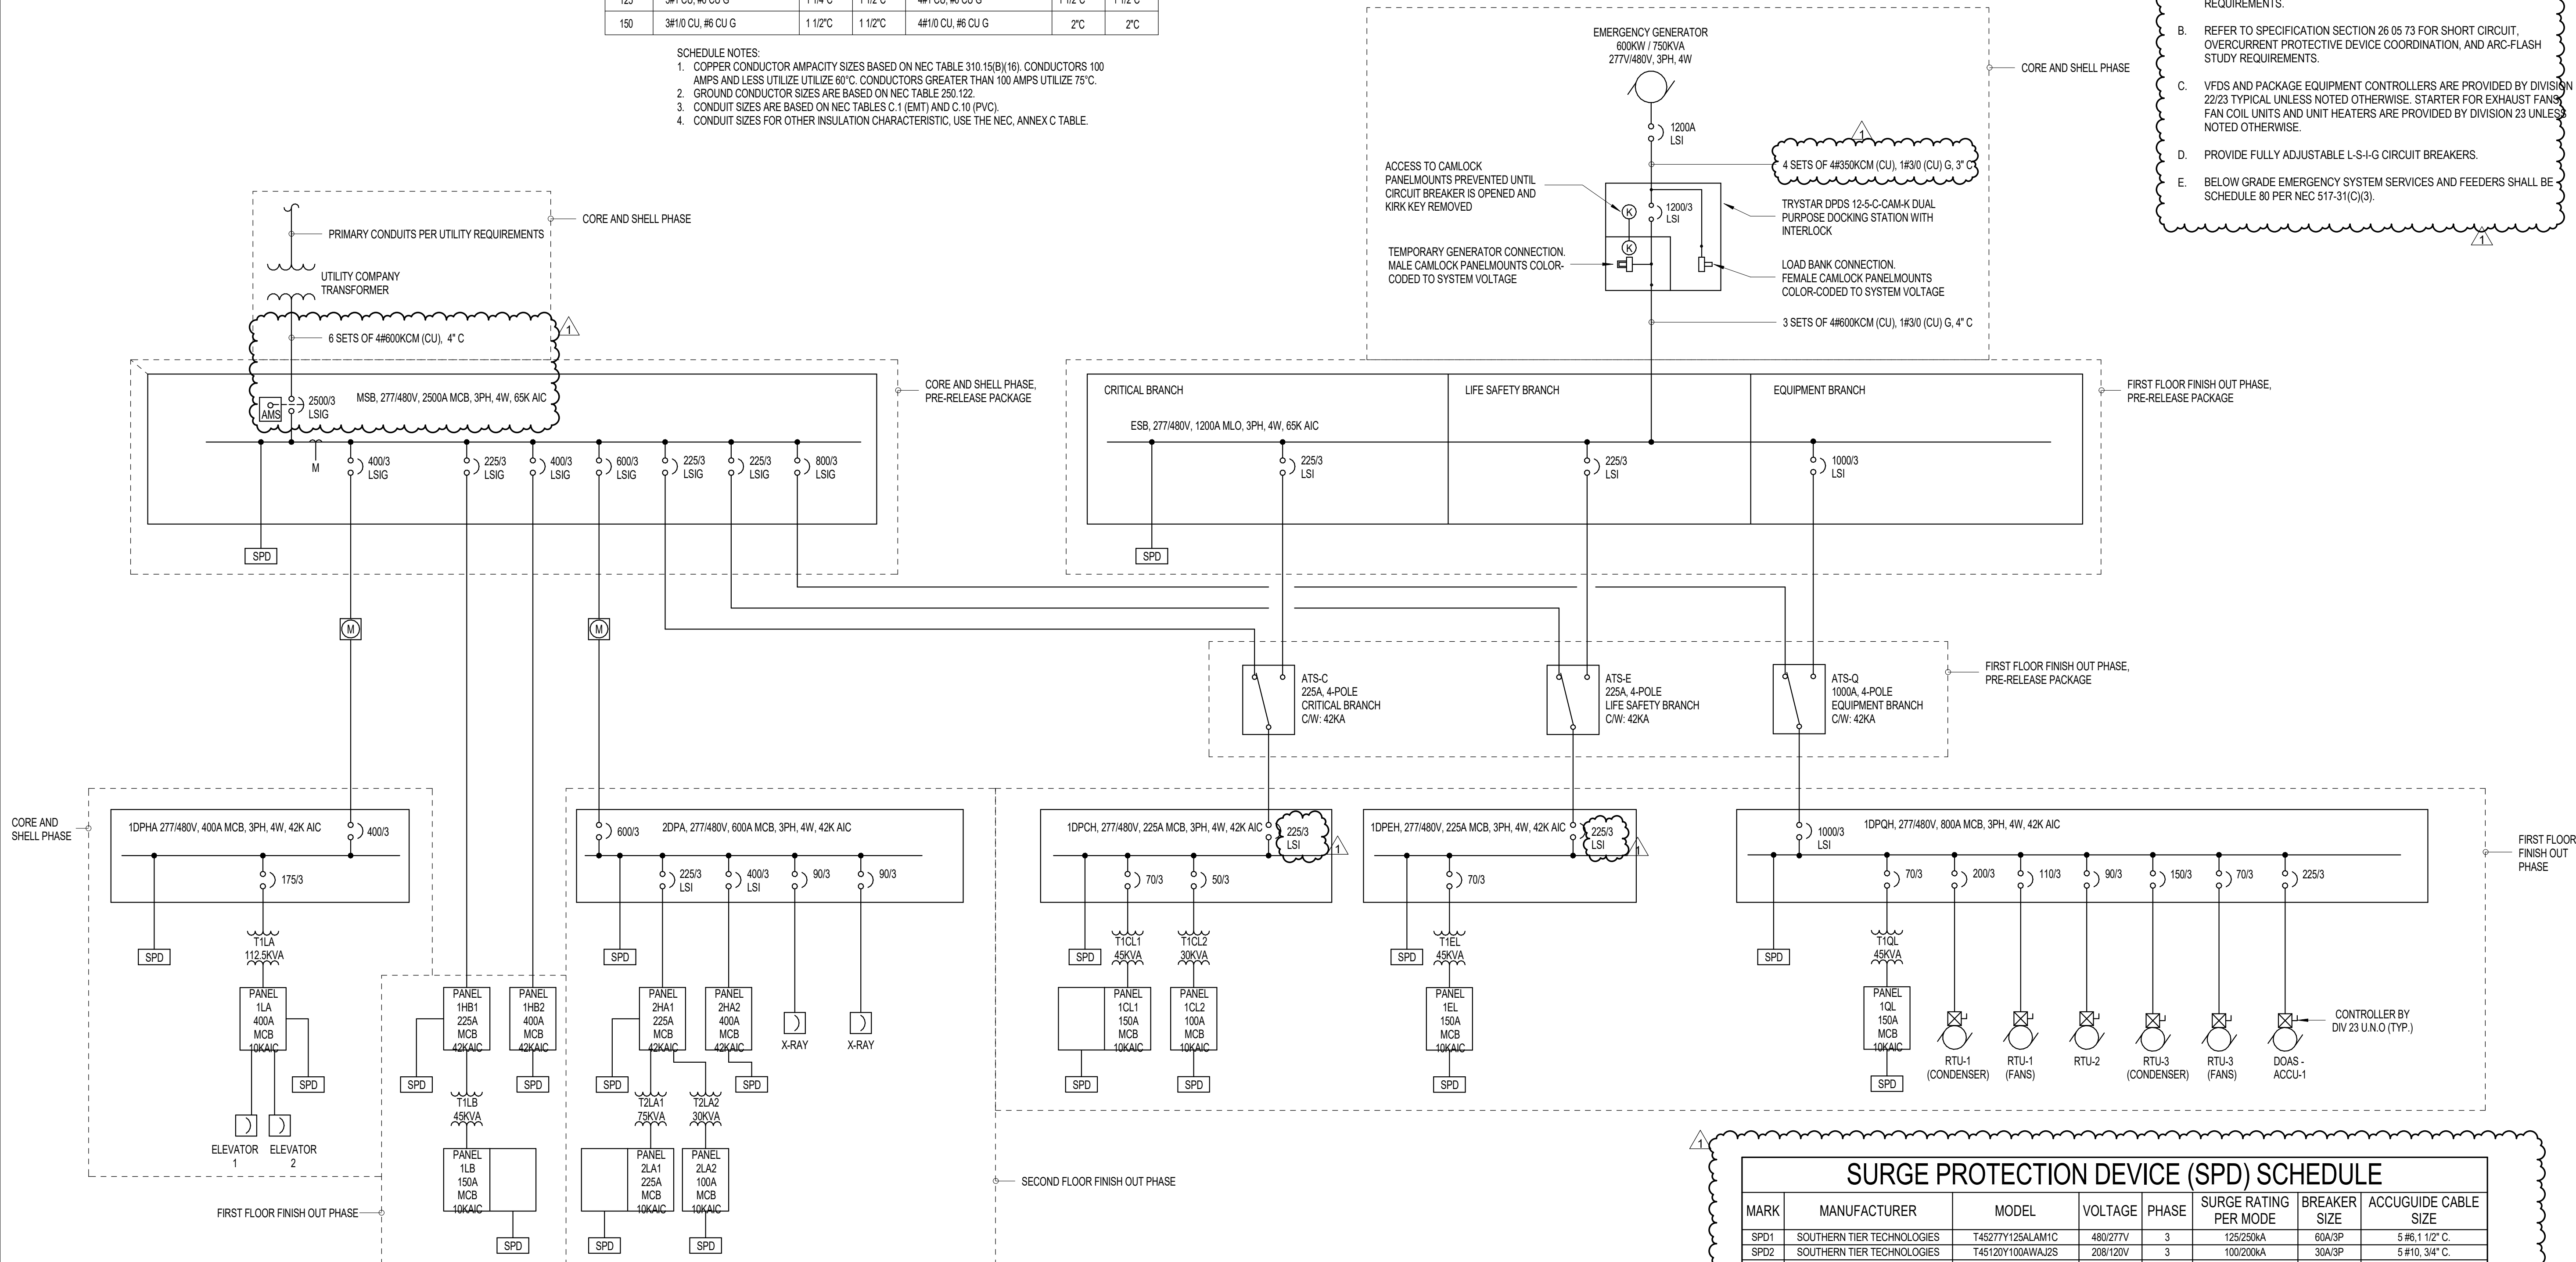 125 3#1 CU, #6 CU G 1 1/4"C 1 1/2"C 4#1 CU, #6 CU G 1 1/2"C 1 1/2"C
150 3#1/0 CU, #6 CU G 1 1/2"C 1 1/2"C 4#1/0 CU, #6 CU G 2"C 2"C
SCHEDULE NOTES:
1. COPPER CONDUCTOR AMPACITY SIZES BASED ON NEC TABLE 310.15(B)(16). CONDUCTORS 100
AMPS AND LESS UTILIZE UTILIZE 60°C. CONDUCTORS GREATER THAN 100 AMPS UTILIZE 75°C.
2. GROUND CONDUCTOR SIZES ARE BASED ON NEC TABLE 250.122.
3. CONDUIT SIZES ARE BASED ON NEC TABLES C.1 (EMT) AND C.10 (PVC).
4. CONDUIT SIZES FOR OTHER INSULATION CHARACTERISTIC, USE THE NEC, ANNEX C TABLE.
REQUIREMENTS.
B. REFER TO SPECIFICATION SECTION 26 05 73 FOR SHORT CIRCUIT,
OVERCURRENT PROTECTIVE DEVICE COORDINATION, AND ARC-FLASH
STUDY REQUIREMENTS.
C. VFDS AND PACKAGE EQUIPMENT CONTROLLERS ARE PROVIDED BY DIVISION
22/23 TYPICAL UNLESS NOTED OTHERWISE. STARTER FOR EXHAUST FANS,
FAN COIL UNITS AND UNIT HEATERS ARE PROVIDED BY DIVISION 23 UNLESS
NOTED OTHERWISE.
D. PROVIDE FULLY ADJUSTABLE L-S-I-G CIRCUIT BREAKERS.
E. BELOW GRADE EMERGENCY SYSTEM SERVICES AND FEEDERS SHALL BE
SCHEDULE 80 PER NEC 517-31(C)(3).
1
EMERGENCY GENERATOR
600KW / 750KVA
277V/480V, 3PH, 4W
CORE AND SHELL PHASE
1200A
LSI
1
4 SETS OF 4#350KCM (CU), 1#3/0 (CU) G, 3" C
ACCESS TO CAMLOCK
PANELMOUNTS PREVENTED UNTIL
CIRCUIT BREAKER IS OPENED AND
KIRK KEY REMOVED
K
1200/3
LSI
K
TRYSTAR DPDS 12-5-C-CAM-K DUAL
PURPOSE DOCKING STATION WITH
INTERLOCK
TEMPORARY GENERATOR CONNECTION.
MALE CAMLOCK PANELMOUNTS COLOR-
CODED TO SYSTEM VOLTAGE
LOAD BANK CONNECTION.
FEMALE CAMLOCK PANELMOUNTS
COLOR-CODED TO SYSTEM VOLTAGE
3 SETS OF 4#600KCM (CU), 1#3/0 (CU) G, 4" C
CORE AND SHELL PHASE
PRIMARY CONDUITS PER UTILITY REQUIREMENTS
UTILITY COMPANY
TRANSFORMER
1
6 SETS OF 4#600KCM (CU), 4" C
AMS
2500/3
LSIG
MSB, 277/480V, 2500A MCB, 3PH, 4W, 65K AIC
CORE AND SHELL PHASE,
PRE-RELEASE PACKAGE
M
400/3
LSIG
225/3
LSIG
400/3
LSIG
600/3
LSIG
225/3
LSIG
225/3
LSIG
800/3
LSIG
SPD
CRITICAL BRANCH
LIFE SAFETY BRANCH
EQUIPMENT BRANCH
ESB, 277/480V, 1200A MLO, 3PH, 4W, 65K AIC
225/3
LSI
225/3
LSI
1000/3
LSI
SPD
FIRST FLOOR FINISH OUT PHASE,
PRE-RELEASE PACKAGE
M
M
ATS-C
225A, 4-POLE
CRITICAL BRANCH
C/W: 42KA
ATS-E
225A, 4-POLE
LIFE SAFETY BRANCH
C/W: 42KA
ATS-Q
1000A, 4-POLE
EQUIPMENT BRANCH
C/W: 42KA
FIRST FLOOR FINISH OUT PHASE,
PRE-RELEASE PACKAGE
CORE AND
SHELL PHASE
1DPHA 277/480V, 400A MCB, 3PH, 4W, 42K AIC
400/3
175/3
SPD
T1LA
112.5KVA
PANEL
1LA
400A
MCB
10KAIC
SPD
ELEVATOR
1
ELEVATOR
2
FIRST FLOOR FINISH OUT PHASE
PANEL
1HB1
225A
MCB
42KAIC
PANEL
1HB2
400A
MCB
42KAIC
SPD
SPD
T1LB
45KVA
PANEL
1LB
150A
MCB
10KAIC
SPD
600/3
2DPA, 277/480V, 600A MCB, 3PH, 4W, 42K AIC
225/3
LSI
400/3
LSI
90/3
90/3
SPD
PANEL
2HA1
225A
MCB
42KAIC
PANEL
2HA2
400A
MCB
42KAIC
X-RAY
X-RAY
SPD
SPD
T2LA1
75KVA
T2LA2
30KVA
PANEL
2LA1
225A
MCB
10KAIC
PANEL
2LA2
100A
MCB
10KAIC
SPD
SPD
SECOND FLOOR FINISH OUT PHASE
1DPCH, 277/480V, 225A MCB, 3PH, 4W, 42K AIC
225/3
LSI
1
70/3
50/3
SPD
T1CL1
45KVA
T1CL2
30KVA
PANEL
1CL1
150A
MCB
10KAIC
PANEL
1CL2
100A
MCB
10KAIC
SPD
SPD
1DPEH, 277/480V, 225A MCB, 3PH, 4W, 42K AIC
225/3
LSI
1
70/3
SPD
T1EL
45KVA
PANEL
1EL
150A
MCB
10KAIC
SPD
1000/3
LSI
1DPQH, 277/480V, 800A MCB, 3PH, 4W, 42K AIC
70/3
200/3
110/3
90/3
150/3
70/3
225/3
SPD
T1QL
45KVA
PANEL
1QL
150A
MCB
10KAIC
SPD
RTU-1
(CONDENSER)
RTU-1
(FANS)
RTU-2
RTU-3
(CONDENSER)
RTU-3
(FANS)
DOAS -
ACCU-1
CONTROLLER BY
DIV 23 U.N.O (TYP.)
FIRST FLOOR
FINISH OUT
PHASE
1
SURGE PROTECTION DEVICE (SPD) SCHEDULE
MARK MANUFACTURER MODEL VOLTAGE PHASE SURGE RATING PER MODE BREAKER SIZE ACCUGUIDE CABLE SIZE
SPD1 SOUTHERN TIER TECHNOLOGIES T45277Y125ALAM1C 480/277V 3 125/250kA 60A/3P 5 #6,1 1/2" C.
SPD2 SOUTHERN TIER TECHNOLOGIES T45120Y100AWAJ2S 208/120V 3 100/200kA 30A/3P 5 #10, 3/4" C.